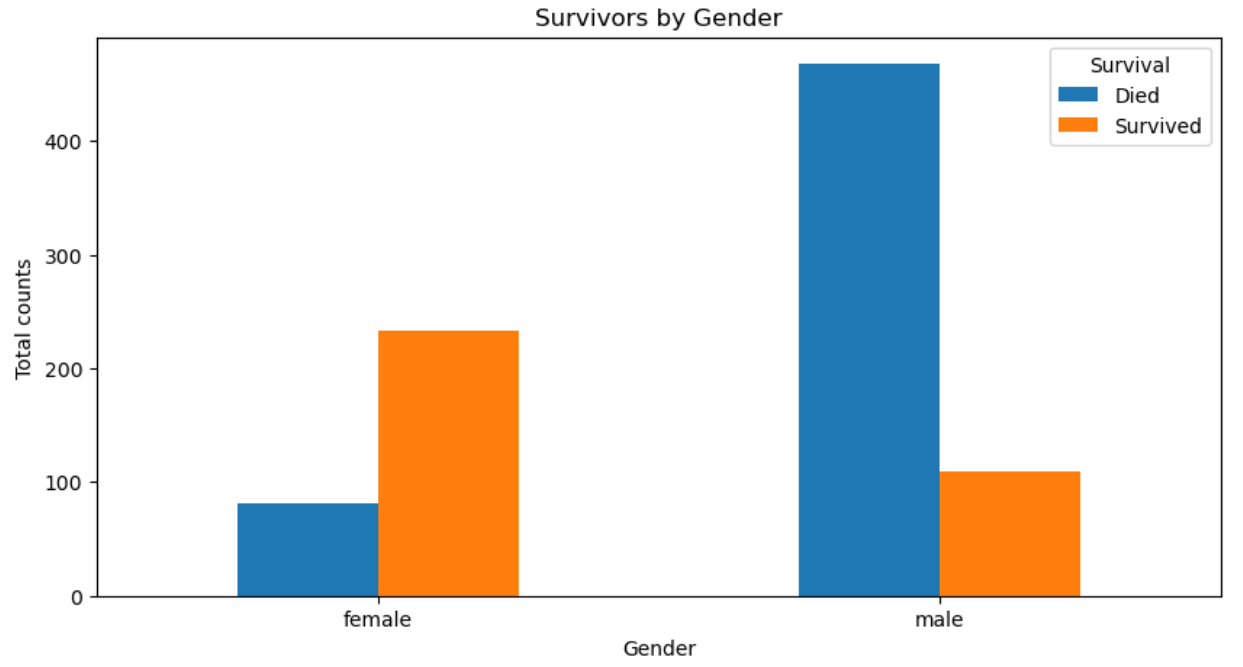 Survivors by Gender
Survival
Died
Survived
Total counts
400
300
200
100
0
female
male
Gender